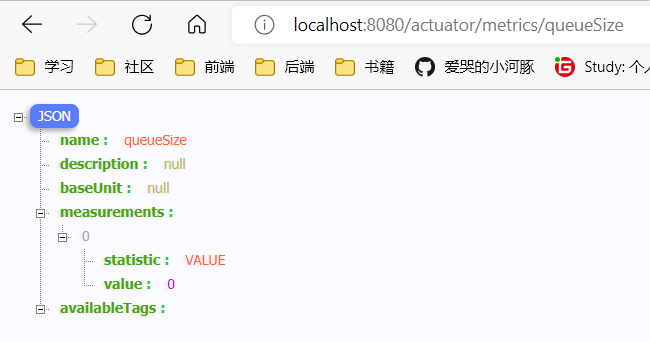 localhost:8080/actuator/metrics/queueSize
学习 社区 前端 后端 书籍 爱哭的小河豚 Study: 个人
JSON
name : queueSize
description : null
baseUnit : null
measurements :
0
statistic : VALUE
value : 0
availableTags :